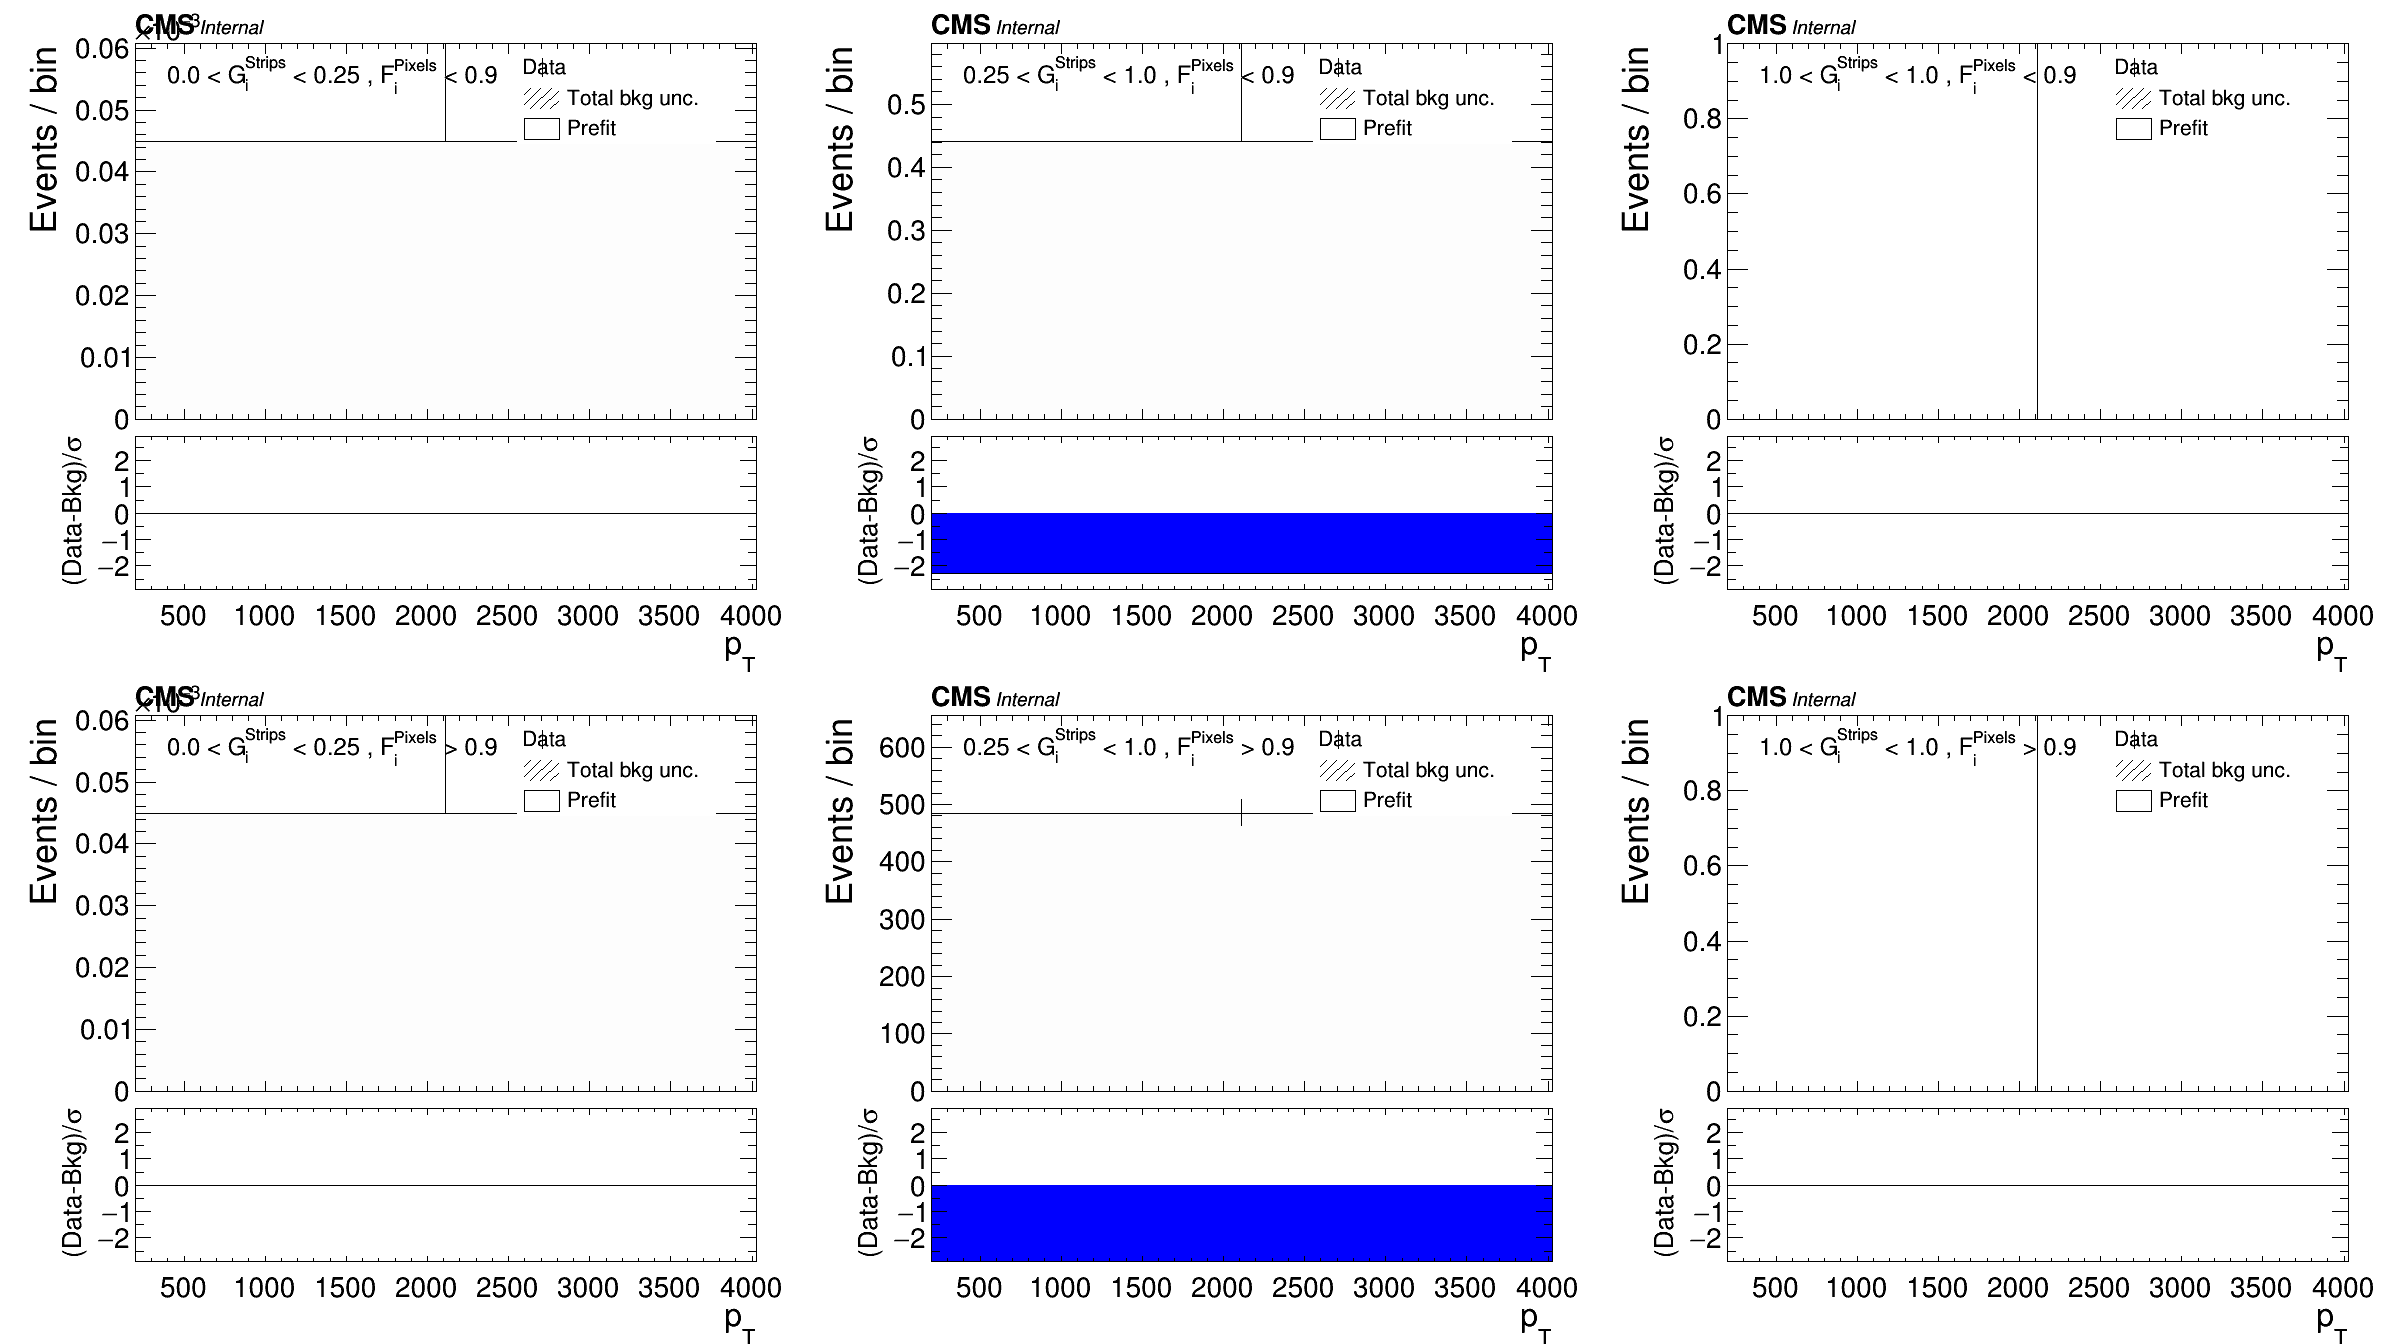 CMS Internal
×10⁻³
Events / bin
0.0 < G_i^Strips < 0.25 , F_i^Pixels < 0.9
Data
Total bkg unc.
Prefit
0.06
0.05
0.04
0.03
0.02
0.01
0
(Data-Bkg)/σ
2
1
0
−1
−2
500 1000 1500 2000 2500 3000 3500 4000
p_T
CMS Internal
Events / bin
0.25 < G_i^Strips < 1.0 , F_i^Pixels < 0.9
Data
Total bkg unc.
Prefit
0.5
0.4
0.3
0.2
0.1
0
(Data-Bkg)/σ
2
1
0
−1
−2
500 1000 1500 2000 2500 3000 3500 4000
p_T
CMS Internal
Events / bin
1.0 < G_i^Strips < 1.0 , F_i^Pixels < 0.9
Data
Total bkg unc.
Prefit
1
0.8
0.6
0.4
0.2
0
(Data-Bkg)/σ
2
1
0
−1
−2
500 1000 1500 2000 2500 3000 3500 4000
p_T
CMS Internal
×10⁻³
Events / bin
0.0 < G_i^Strips < 0.25 , F_i^Pixels > 0.9
Data
Total bkg unc.
Prefit
0.06
0.05
0.04
0.03
0.02
0.01
0
(Data-Bkg)/σ
2
1
0
−1
−2
500 1000 1500 2000 2500 3000 3500 4000
p_T
CMS Internal
Events / bin
0.25 < G_i^Strips < 1.0 , F_i^Pixels > 0.9
Data
Total bkg unc.
Prefit
600
500
400
300
200
100
0
(Data-Bkg)/σ
2
1
0
−1
−2
500 1000 1500 2000 2500 3000 3500 4000
p_T
CMS Internal
Events / bin
1.0 < G_i^Strips < 1.0 , F_i^Pixels > 0.9
Data
Total bkg unc.
Prefit
1
0.8
0.6
0.4
0.2
0
(Data-Bkg)/σ
2
1
0
−1
−2
500 1000 1500 2000 2500 3000 3500 4000
p_T